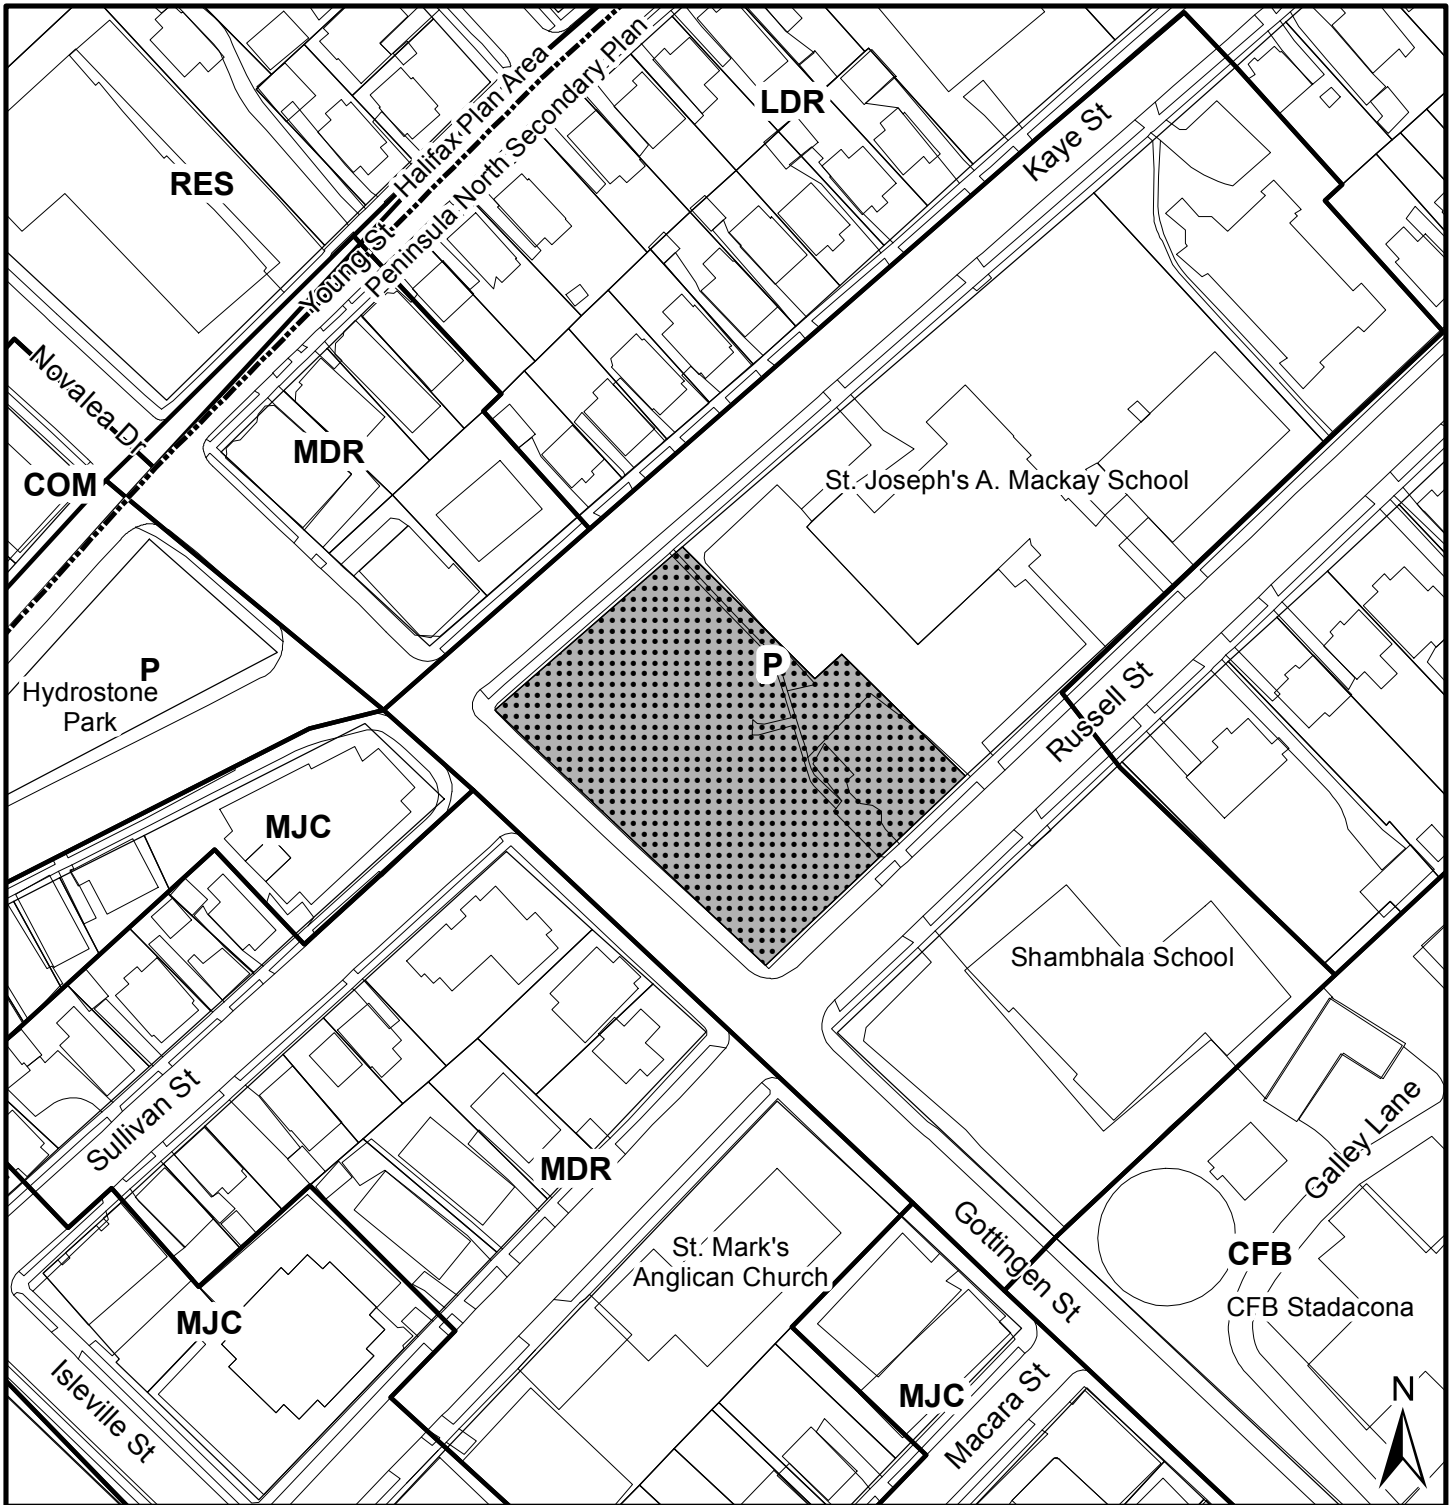 Halifax Plan Area
Peninsula North Secondary Plan
LDR
Kaye St
RES
Young St
Novalea Dr
MDR
COM
St. Joseph's A. Mackay School
P
Hydrostone
Park
P
Russell St
MJC
Shambhala School
Sullivan St
MDR
Galley Lane
St. Mark's
Anglican Church
Gottingen St
CFB
CFB Stadacona
MJC
Isleville St
MJC
Macara St
N